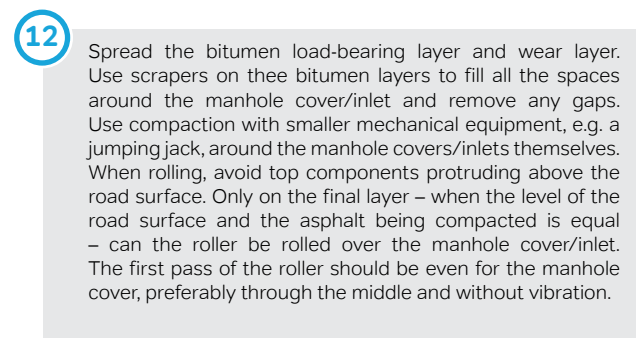 12
Spread the bitumen load-bearing layer and wear layer.
Use scrapers on thee bitumen layers to fill all the spaces
around the manhole cover/inlet and remove any gaps.
Use compaction with smaller mechanical equipment, e.g. a
jumping jack, around the manhole covers/inlets themselves.
When rolling, avoid top components protruding above the
road surface. Only on the final layer – when the level of the
road surface and the asphalt being compacted is equal
– can the roller be rolled over the manhole cover/inlet.
The first pass of the roller should be even for the manhole
cover, preferably through the middle and without vibration.